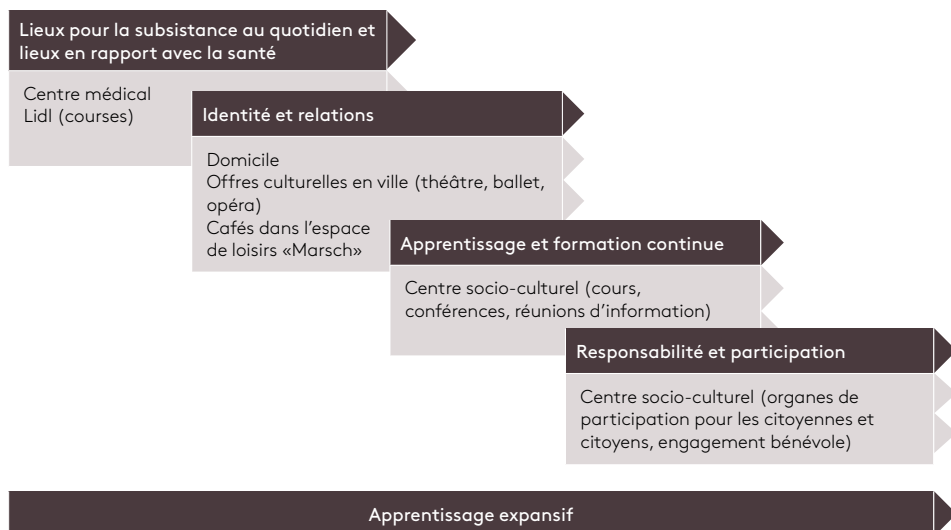 Lieux pour la subsistance au quotidien et
lieux en rapport avec la santé
Centre médical
Lidl (courses)
Identité et relations
Domicile
Offres culturelles en ville (théâtre, ballet,
opéra)
Cafés dans l’espace
de loisirs «Marsch»
Apprentissage et formation continue
Centre socio-culturel (cours,
conférences, réunions d’information)
Responsabilité et participation
Centre socio-culturel (organes de
participation pour les citoyennes et
citoyens, engagement bénévole)
Apprentissage expansif